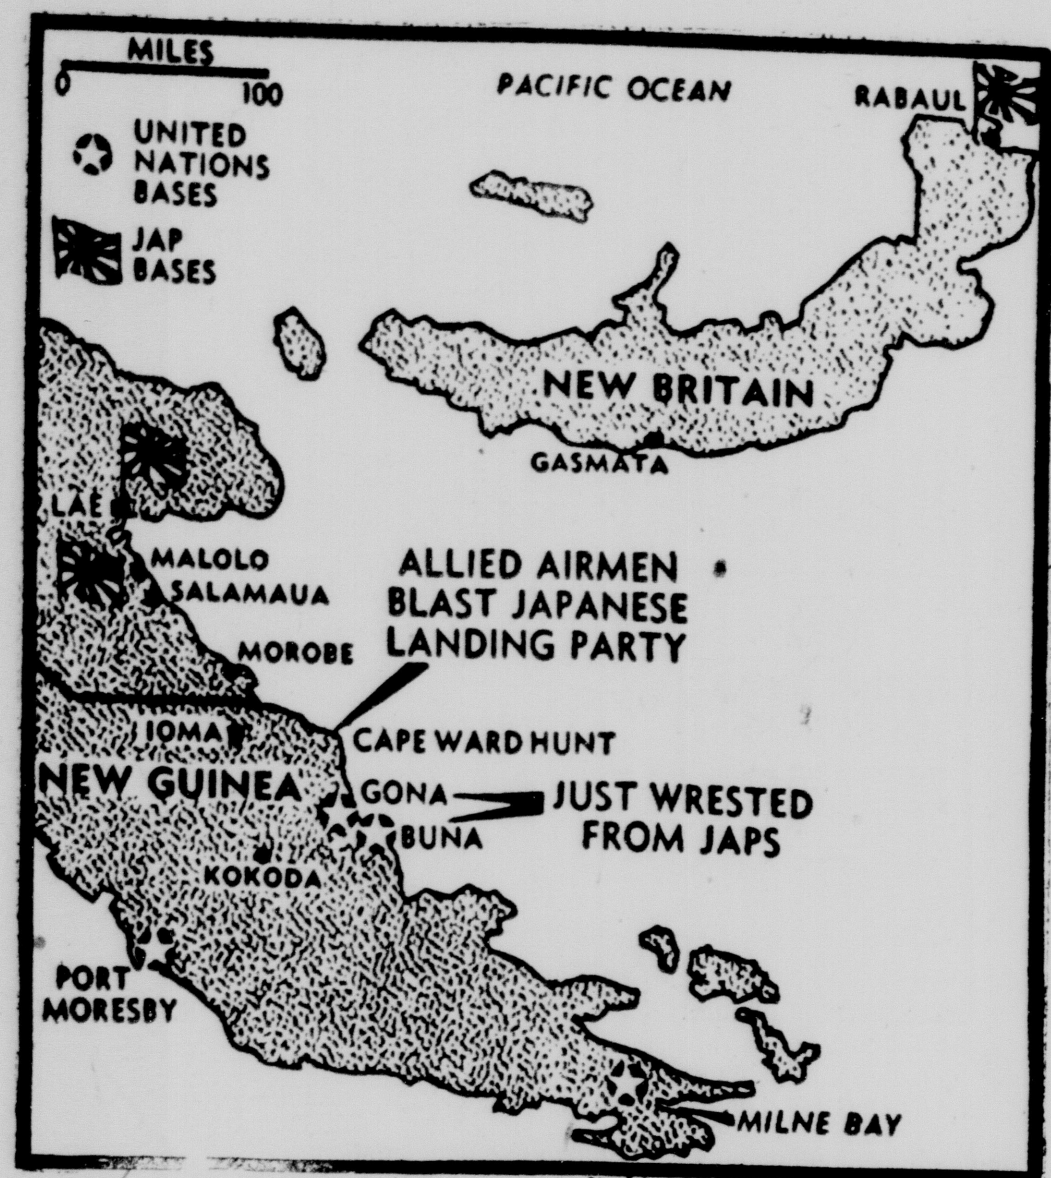 MILES
0 100
UNITED
NATIONS
BASES
JAP
BASES
PACIFIC OCEAN
RABAUL
NEW BRITAIN
GASMATA
LAE
MALOLO
SALAMAUA
MOROBE
ALLIED AIRMEN
BLAST JAPANESE
LANDING PARTY
IOMA
CAPE WARD HUNT
NEW GUINEA
GONA
BUNA
JUST WRESTED
FROM JAPS
KOKODA
PORT
MORESBY
MILNE BAY